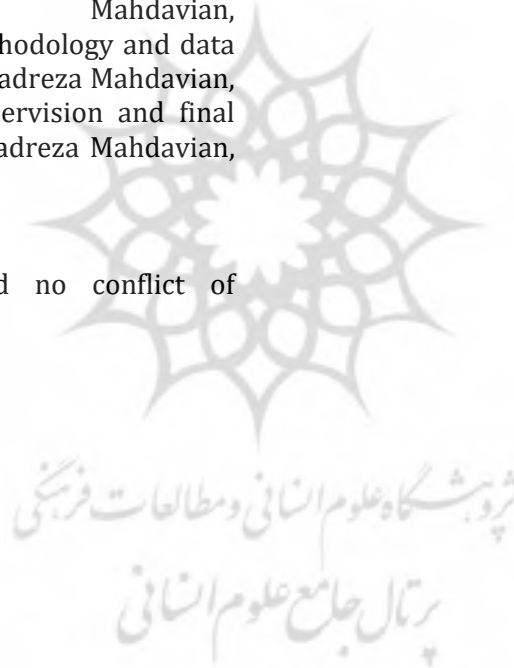 Mahdavian,
hodology and data
adreza Mahdavian,
ervision and final
adreza Mahdavian,
d no conflict of
پژوهشگاه علوم انسانی و مطالعات فرهنگی
پرتال جامع علوم انسانی